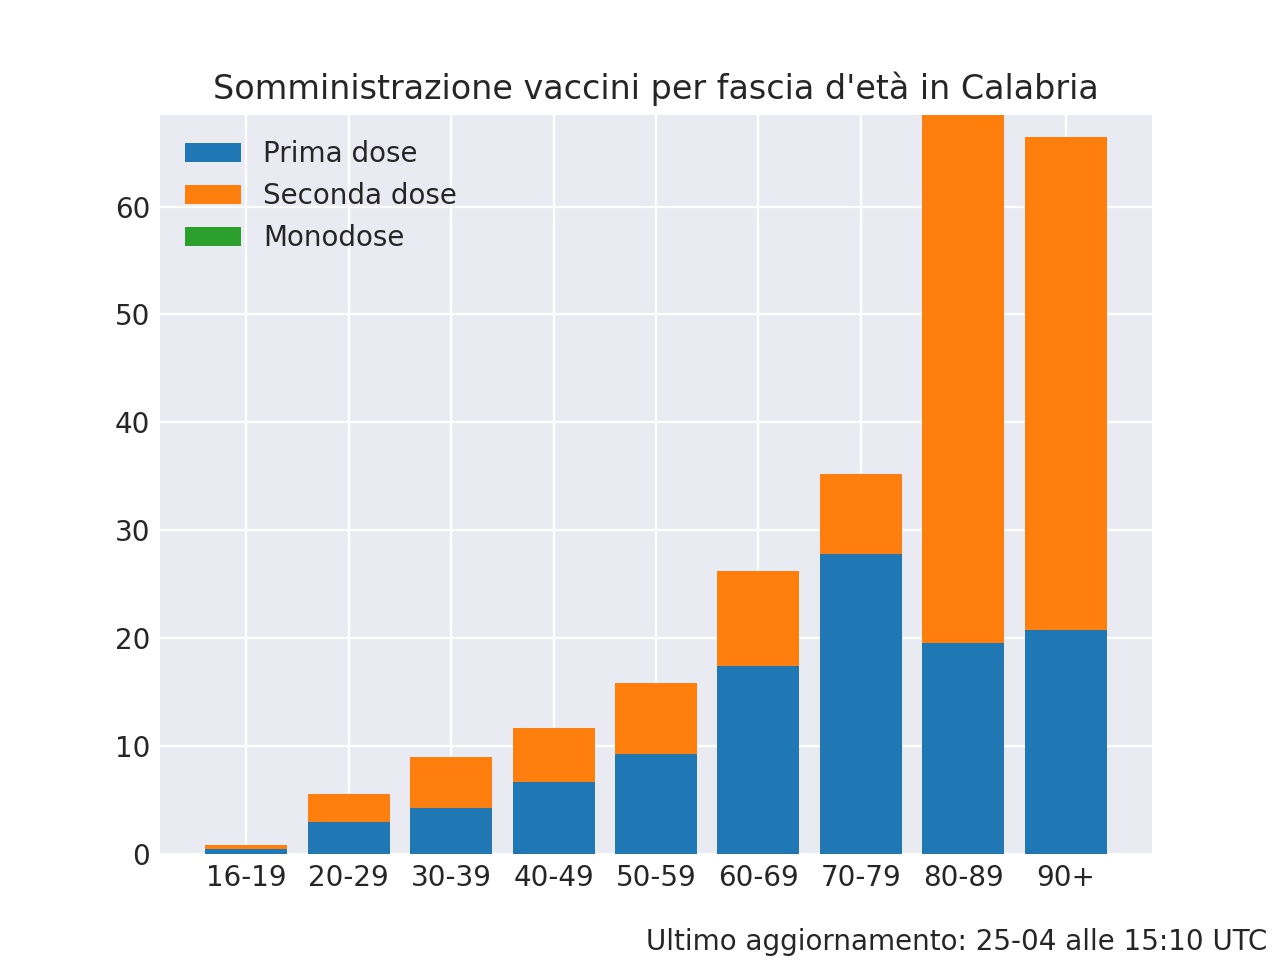 Somministrazione vaccini per fascia d'età in Calabria
Prima dose
Seconda dose
Monodose
60
50
40
30
20
10
0
16-19 20-29 30-39 40-49 50-59 60-69 70-79 80-89 90+
Ultimo aggiornamento: 25-04 alle 15:10 UTC